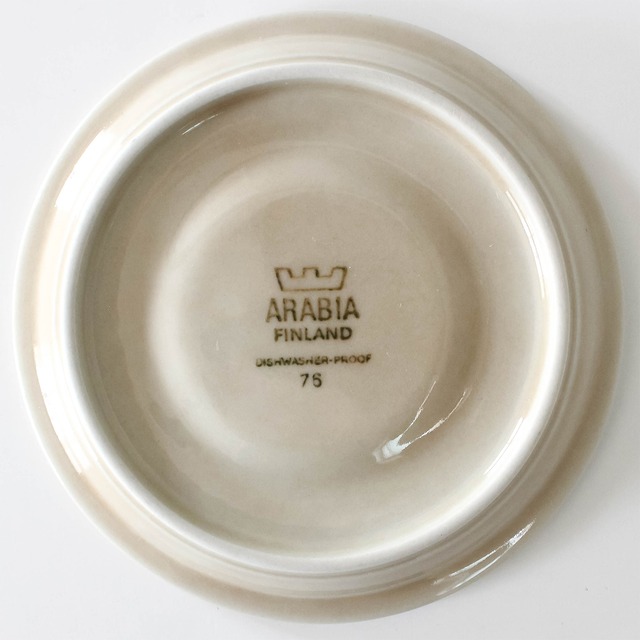 ARABIA
FINLAND
DISHWASHER-PROOF
76